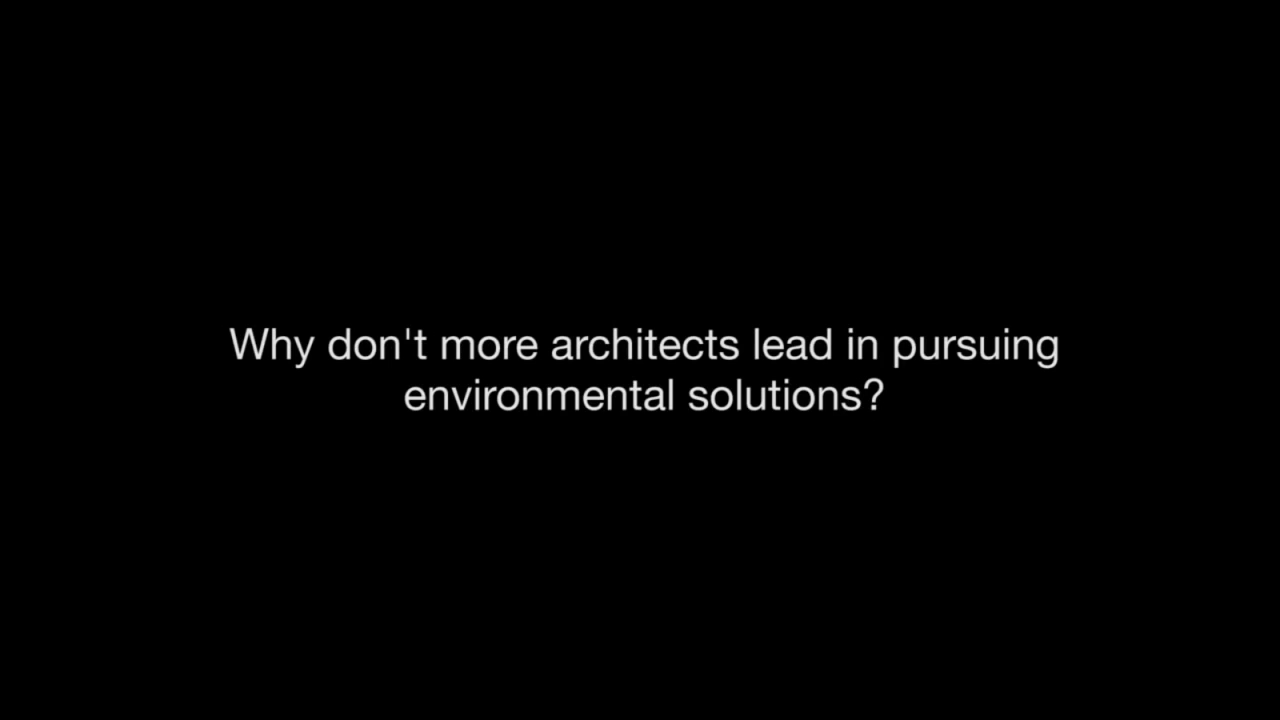 Why don't more architects lead in pursuing
environmental solutions?